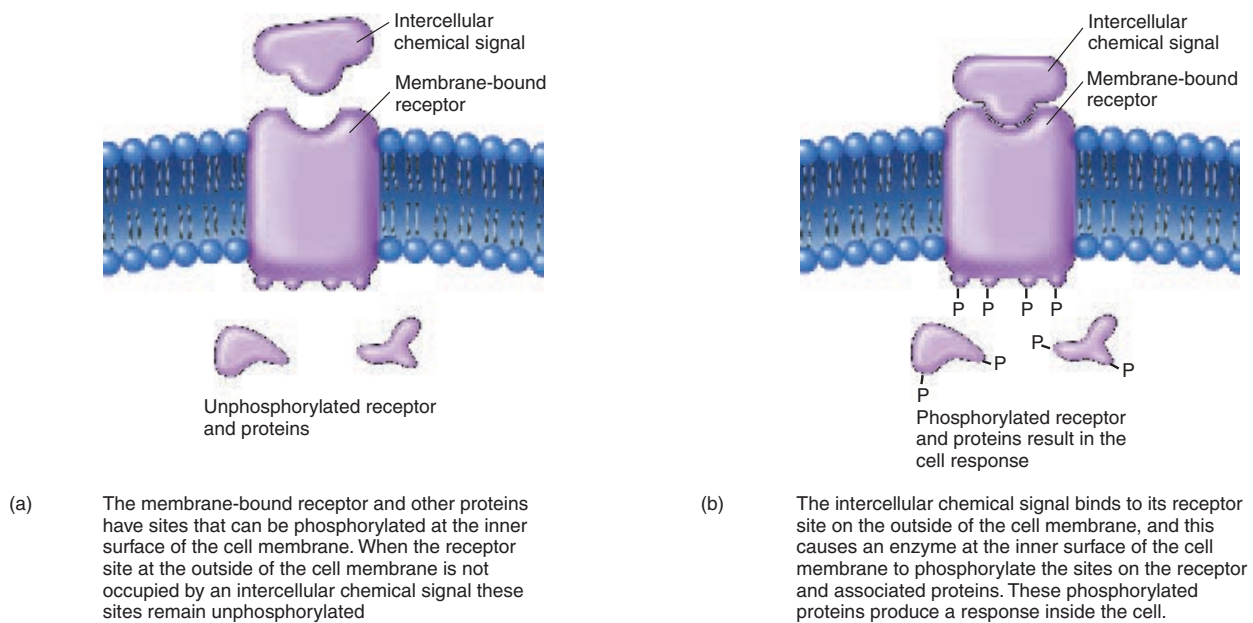 Intercellular
chemical signal
Membrane-bound
receptor
Unphosphorylated receptor
and proteins
(a)
The membrane-bound receptor and other proteins
have sites that can be phosphorylated at the inner
surface of the cell membrane. When the receptor
site at the outside of the cell membrane is not
occupied by an intercellular chemical signal these
sites remain unphosphorylated
Intercellular
chemical signal
Membrane-bound
receptor
P P P P
P
P
P
P
Phosphorylated receptor
and proteins result in the
cell response
(b)
The intercellular chemical signal binds to its receptor
site on the outside of the cell membrane, and this
causes an enzyme at the inner surface of the cell
membrane to phosphorylate the sites on the receptor
and associated proteins. These phosphorylated
proteins produce a response inside the cell.